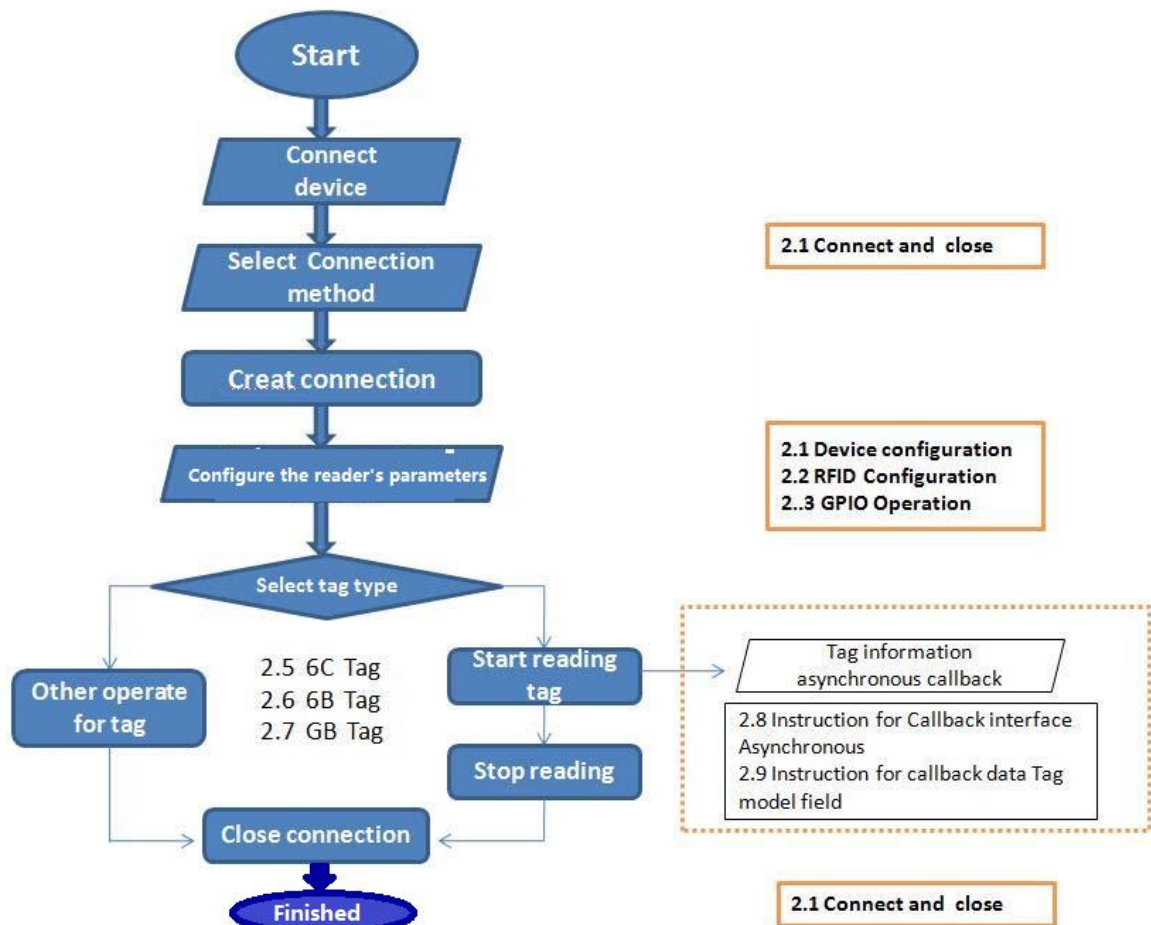 Start
Connect
device
Select Connection
method
2.1 Connect and close
Creat connection
Configure the reader's parameters
2.1 Device configuration
2.2 RFID Configuration
2..3 GPIO Operation
Select tag type
Other operate
for tag
2.5 6C Tag
2.6 6B Tag
2.7 GB Tag
Start reading
tag
Tag information
asynchronous callback
2.8 Instruction for Callback interface
Asynchronous
2.9 Instruction for callback data Tag
model field
Stop reading
Close connection
Finished
2.1 Connect and close